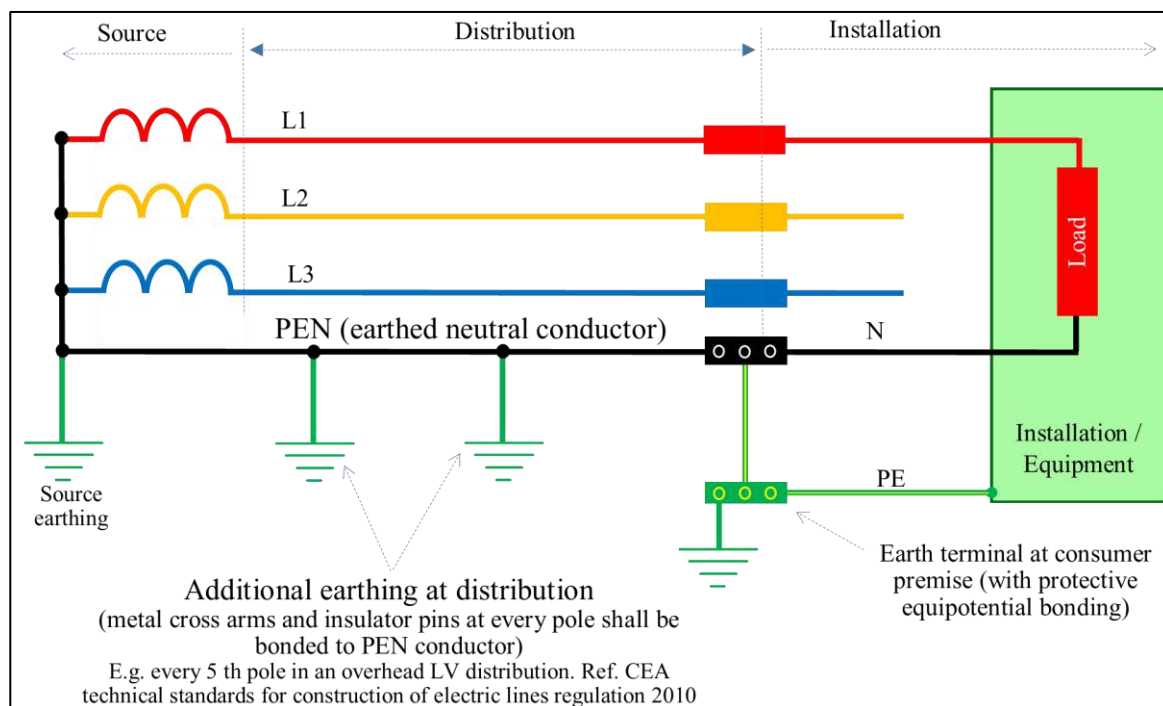 Source
Distribution
Installation
L1
L2
L3
PEN (earthed neutral conductor)
N
Load
Installation /
Equipment
PE
Source
earthing
Earth terminal at consumer
premise (with protective
equipotential bonding)
Additional earthing at distribution
(metal cross arms and insulator pins at every pole shall be
bonded to PEN conductor)
E.g. every 5 th pole in an overhead LV distribution. Ref. CEA
technical standards for construction of electric lines regulation 2010